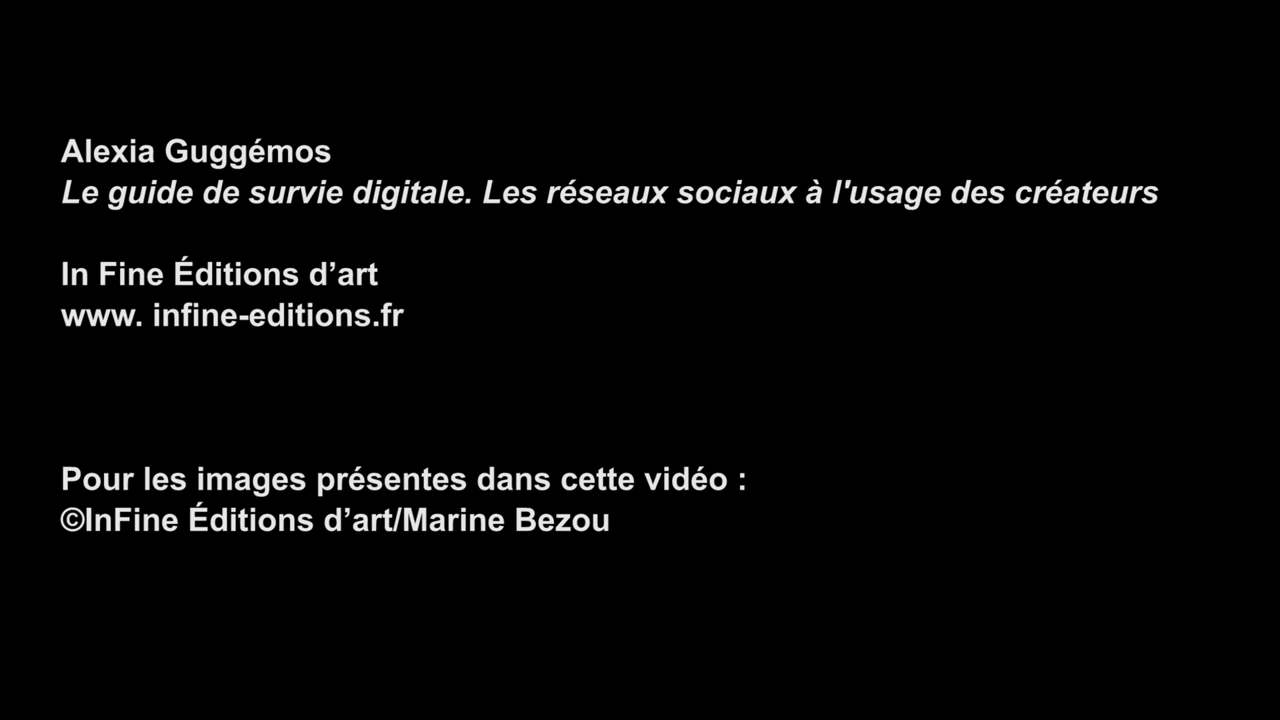 Alexia Guggémos
Le guide de survie digitale. Les réseaux sociaux à l'usage des créateurs
In Fine Éditions d’art
www. infine-editions.fr
Pour les images présentes dans cette vidéo :
©InFine Éditions d’art/Marine Bezou